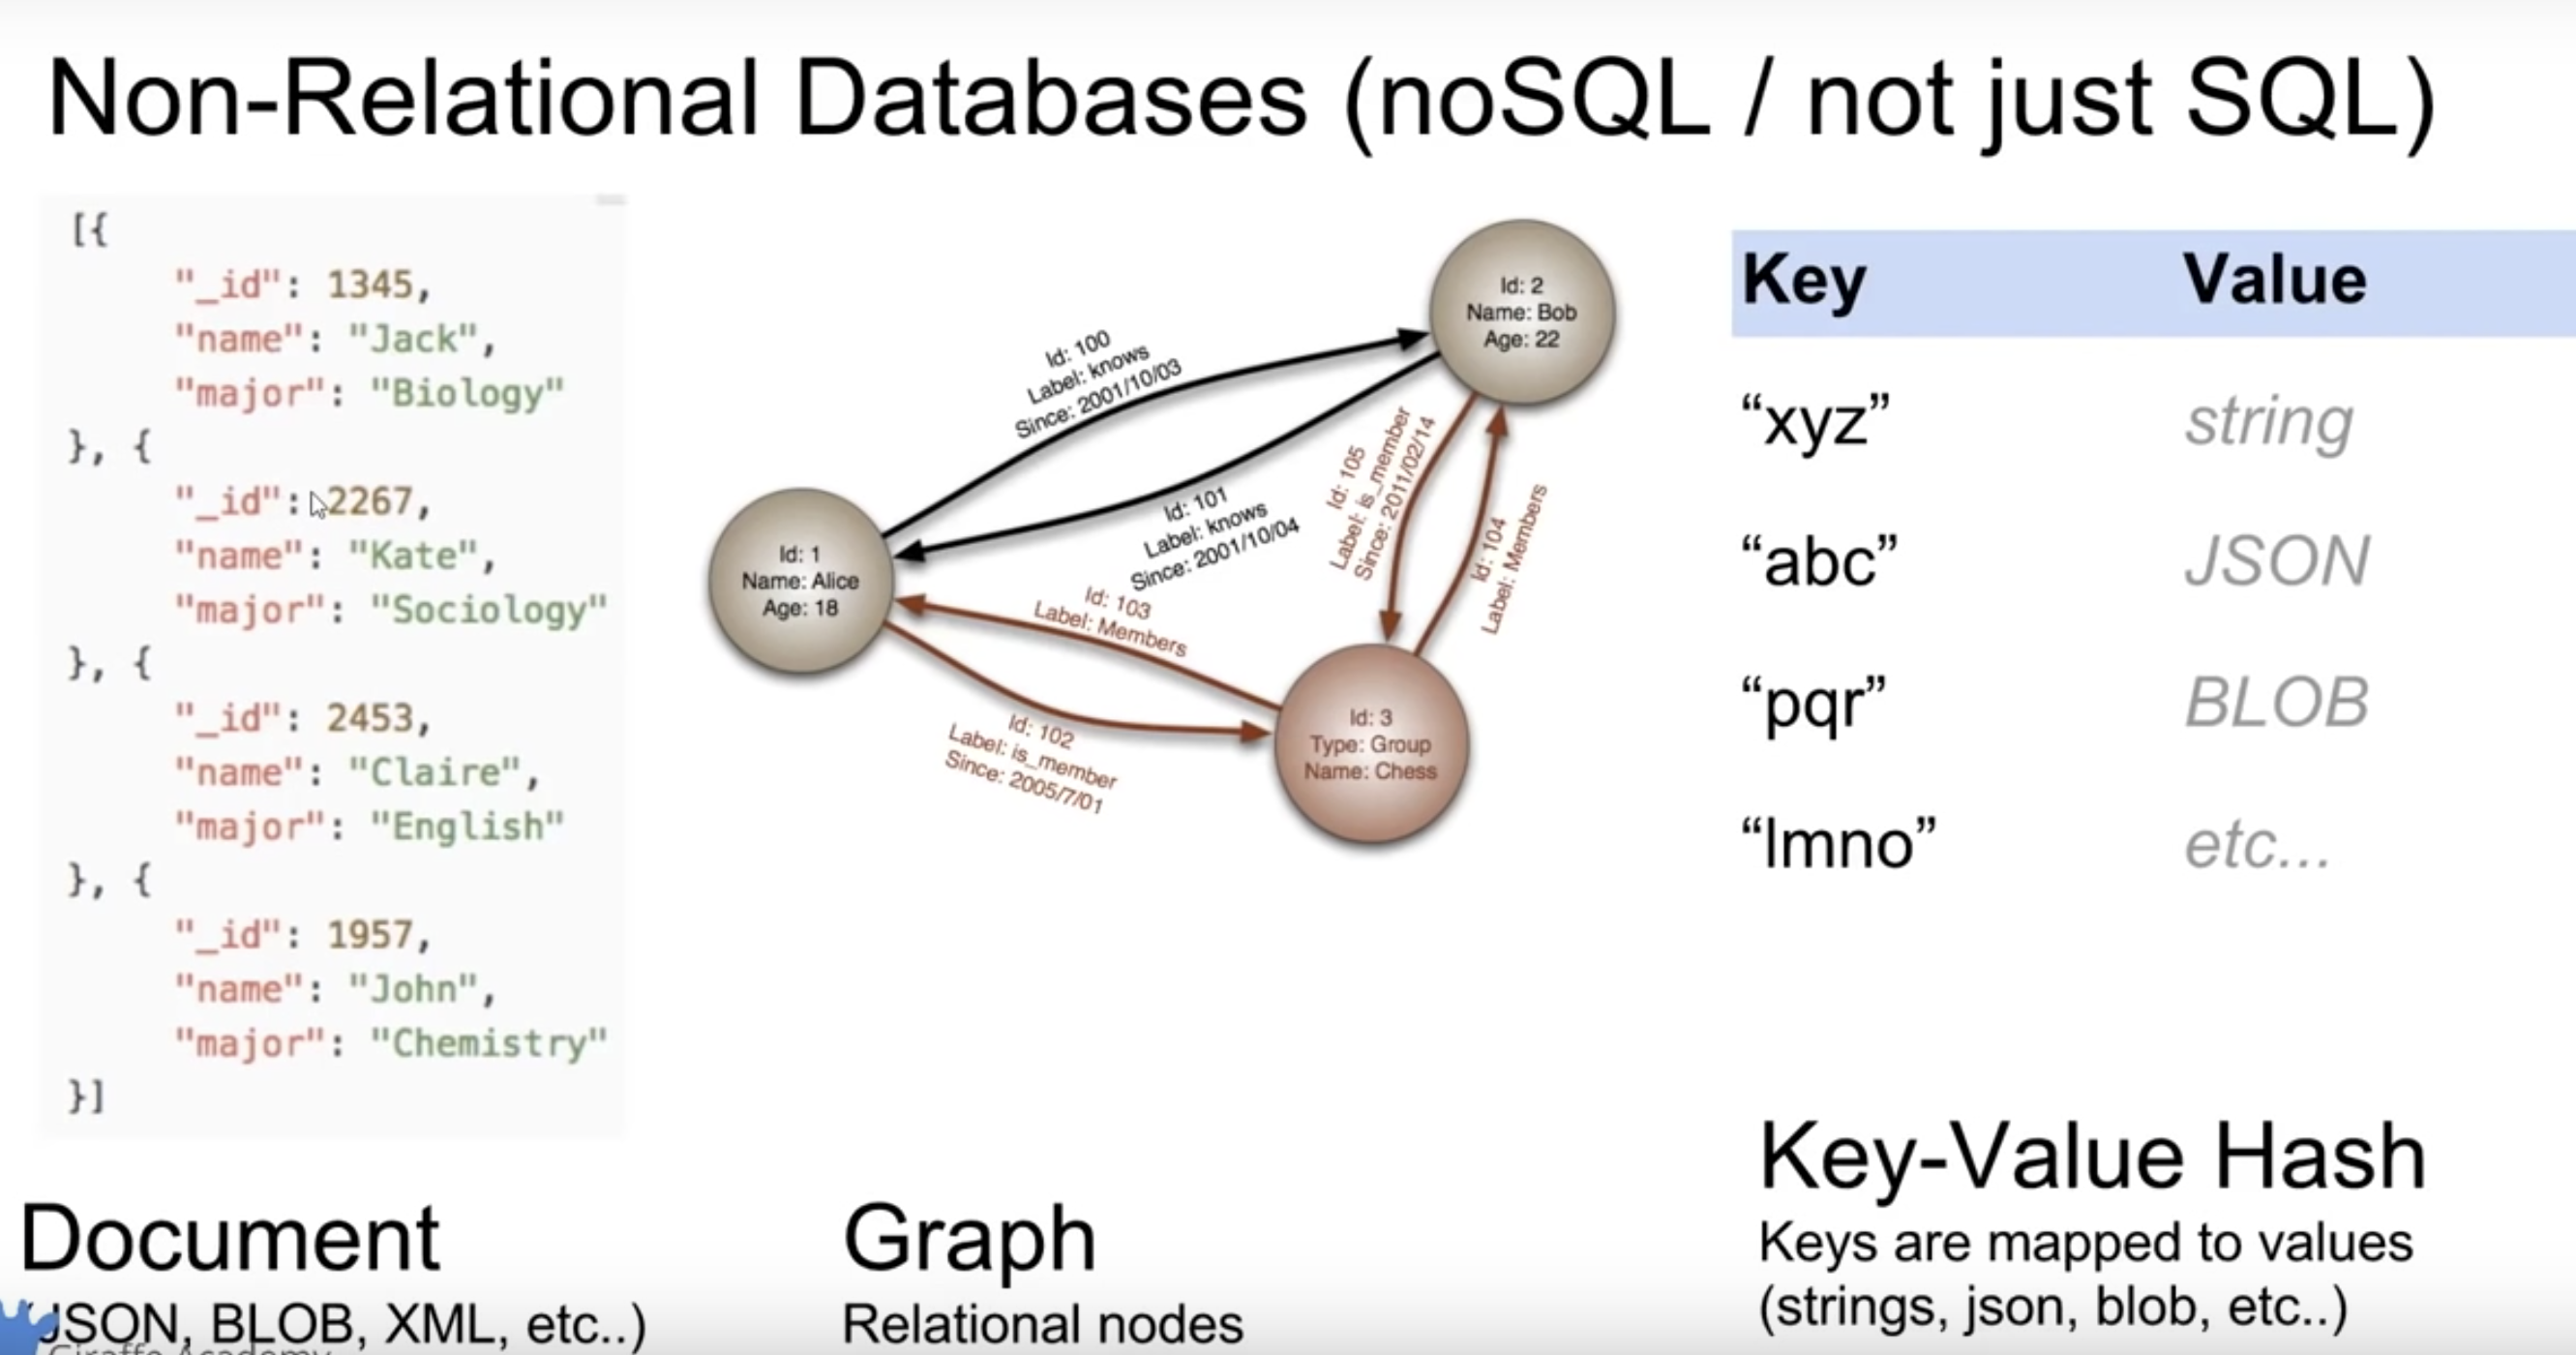 Non-Relational Databases (noSQL / not just SQL)
[{
"_id": 1345,
"name": "Jack",
"major": "Biology"
}, {
"_id": 2267,
"name": "Kate",
"major": "Sociology"
}, {
"_id": 2453,
"name": "Claire",
"major": "English"
}, {
"_id": 1957,
"name": "John",
"major": "Chemistry"
}]
Document
JSON, BLOB, XML, etc..)
Giraffe Academy
Id: 1
Name: Alice
Age: 18
Id: 100
Label: knows
Since: 2001/10/03
Id: 101
Label: knows
Since: 2001/10/04
Id: 2
Name: Bob
Age: 22
Id: 105
Label: is_member
Since: 2011/02/14
Id: 104
Label: Members
Id: 103
Label: Members
Id: 102
Label: is_member
Since: 2005/7/01
Id: 3
Type: Group
Name: Chess
Graph
Relational nodes
Key Value
“xyz” string
“abc” JSON
“pqr” BLOB
“lmno” etc...
Key-Value Hash
Keys are mapped to values
(strings, json, blob, etc..)